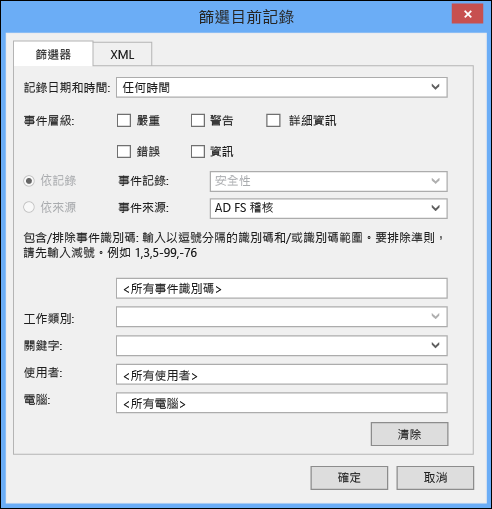 篩選目前記錄
篩選器 XML
記錄日期和時間: 任何時間
事件層級: 嚴重 警告 詳細資訊
錯誤 資訊
依記錄 事件記錄: 安全性
依來源 事件來源: AD FS 稽核
包含/排除事件識別碼: 輸入以逗號分隔的識別碼和/或識別碼範圍。要排除準則，
請先輸入減號。例如 1,3,5-99,-76
<所有事件識別碼>
工作類別:
關鍵字:
使用者: <所有使用者>
電腦: <所有電腦>
清除
確定 取消